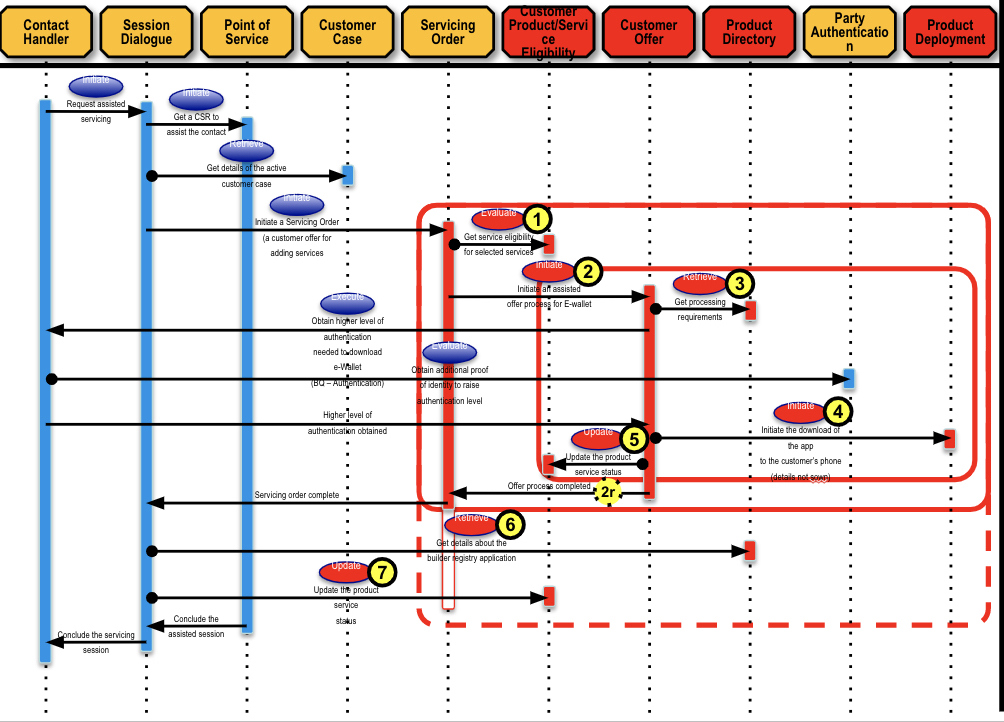 Contact
Handler
Session
Dialogue
Point of
Service
Customer
Case
Servicing
Order
Customer
Product/Servi
ce
Eligibility
Customer
Offer
Product
Directory
Party
Authenticatio
n
Product
Deployment
Initiate
Request assisted
servicing
Initiate
Get a CSR to
assist the contact
Retrieve
Get details of the active
customer case
Initiate
Initiate a Servicing Order
(a customer offer for
adding services
Evaluate
1
Get service eligibility
for selected services
Initiate
2
Initiate an assisted
offer process for E-wallet
Retrieve
3
Get processing
requirements
Execute
Obtain higher level of
authentication
needed to download
e-Wallet
(BQ – Authentication)
Evaluate
Obtain additional proof
of identity to raise
authentication level
Higher level of
authentication obtained
Initiate
4
Initiate the download of
the app
to the customer's phone
(details not sown)
Update
5
Update the product
service status
Offer process completed
2r
Servicing order complete
Retrieve
6
Get details about the
builder registry application
Update
7
Update the product
service
status
Conclude the
assisted session
Conclude the servicing
session